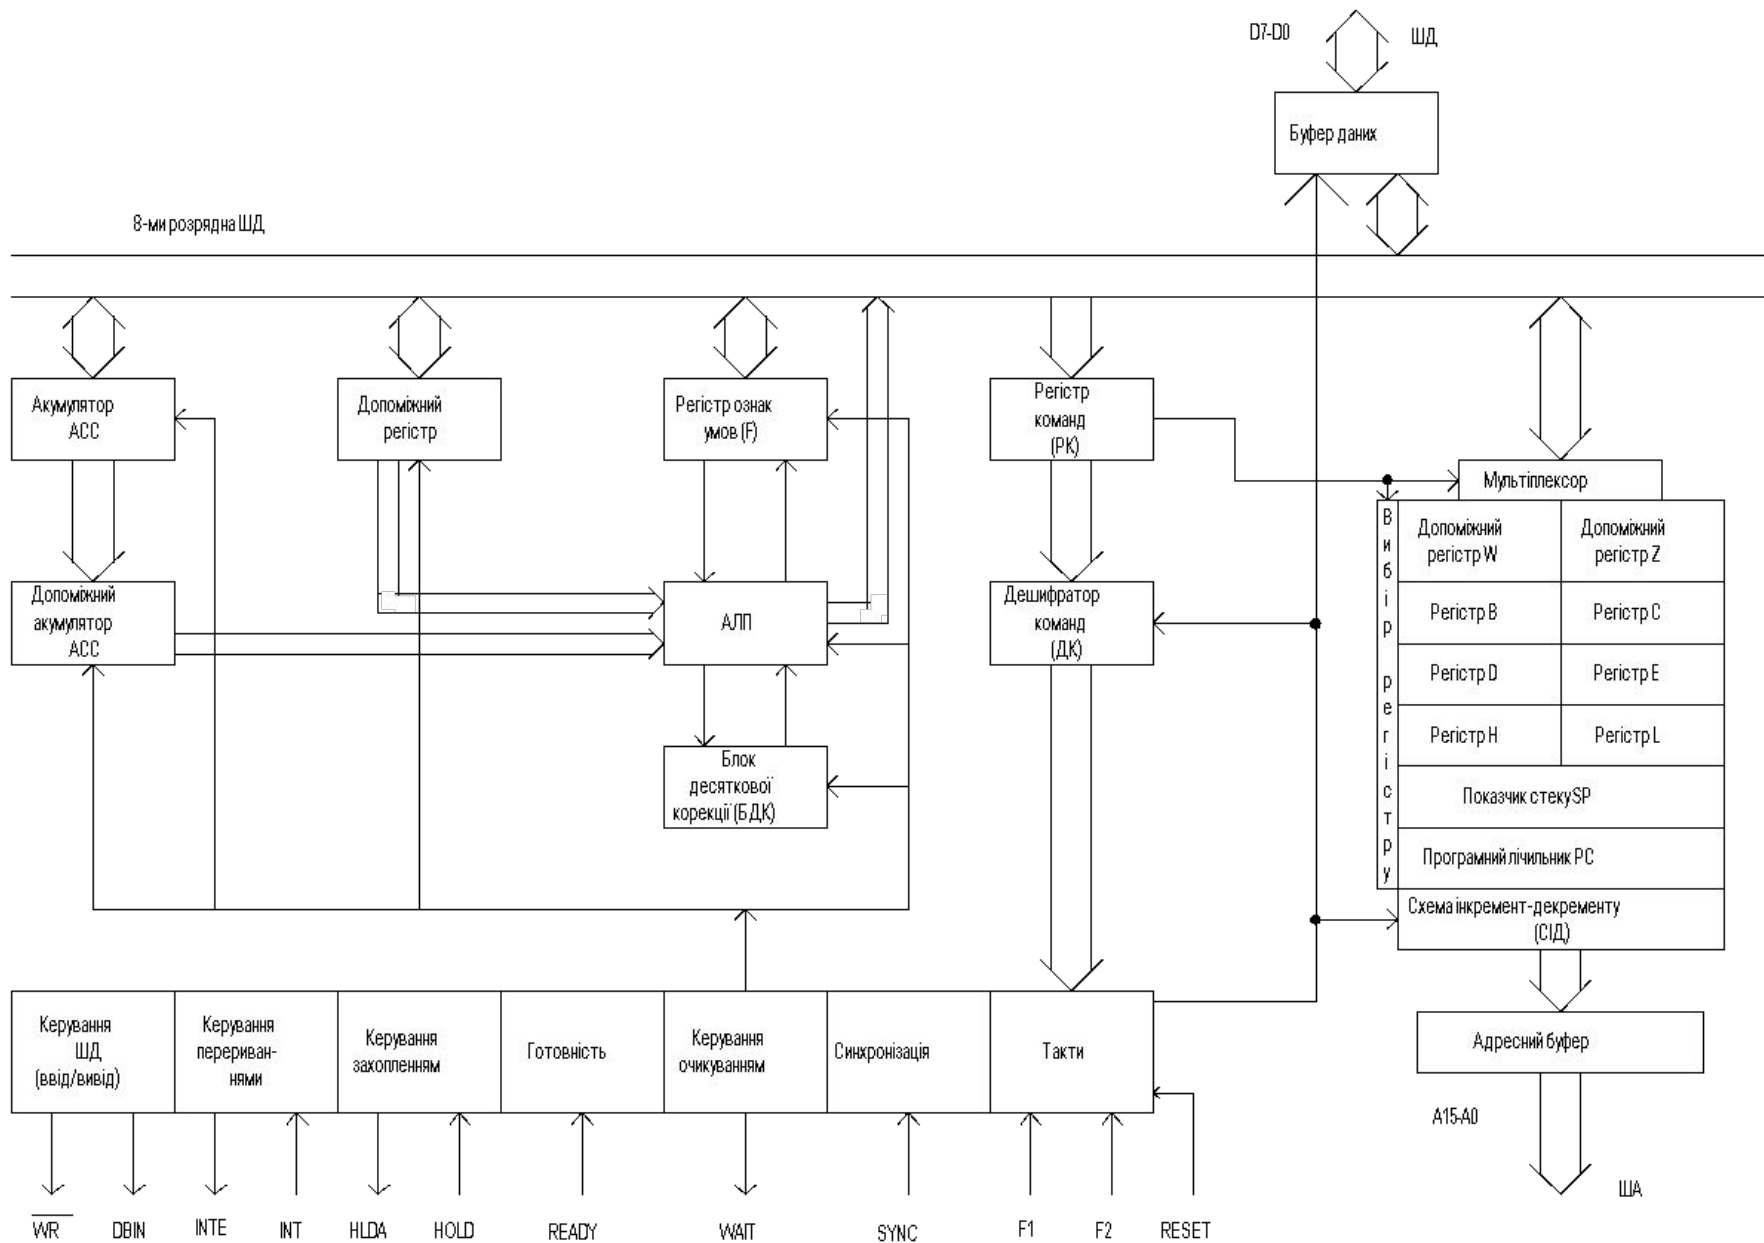 D7-D0
ШД
Буфер даних
8-ми розрядна ШД
Акумулятор
ACC
Допоміжний
регістр
Регістр ознак
умов (F)
Регістр
команд
(РК)
Мультіплексор
Вибір регістру
Допоміжний
регістр W
Допоміжний
регістр Z
Допоміжний
акумулятор
ACC
АЛП
Дешифратор
команд
(ДК)
Регістр B
Регістр C
Регістр D
Регістр E
Регістр H
Регістр L
Блок
десяткової
корекції (БДК)
Показчик стеку SP
Програмний лічильник PC
Схема інкремент-декременту
(СІД)
Керування
ШД
(ввід/вивід)
Керування
перериван-
нями
Керування
захопленням
Готовність
Керування
очикуванням
Синхронізація
Такти
Адресний буфер
A15-A0
ША
WR
DBIN
INTE
INT
HLDA
HOLD
READY
WAIT
SYNC
F1
F2
RESET